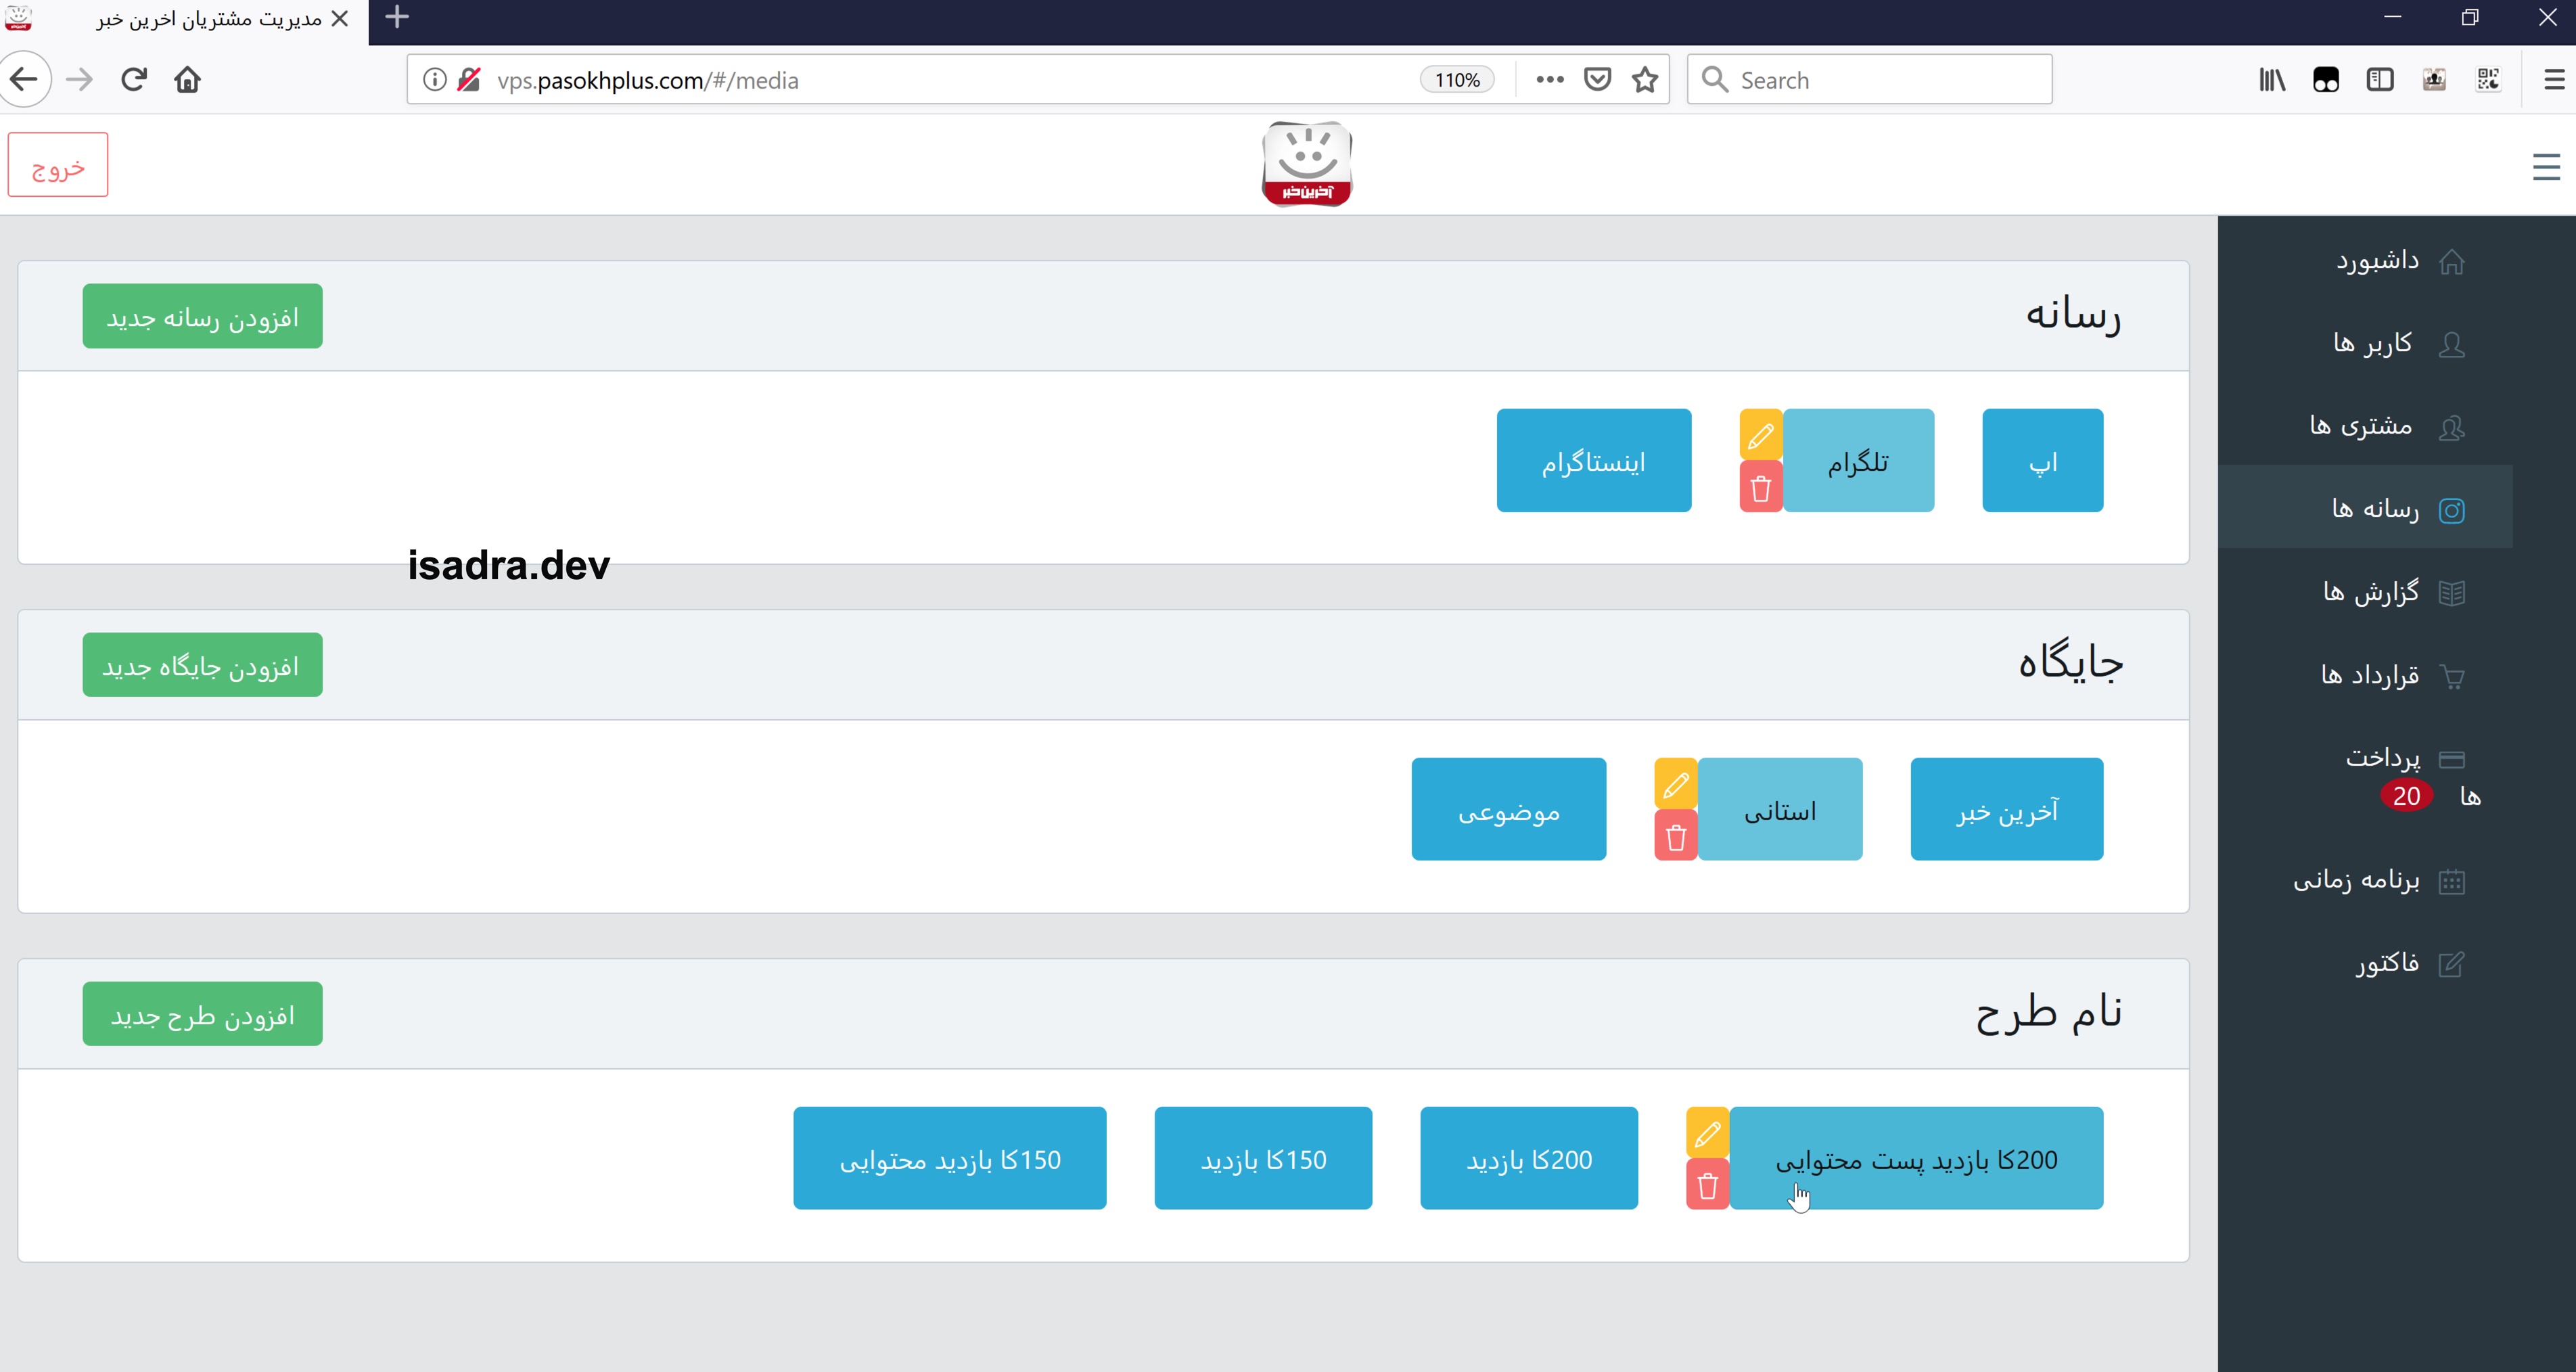 مدیریت مشتریان اخرین خبر
vps.pasokhplus.com/#/media
110%
Search
خروج
آخرین‌خبر
داشبورد
کاربر ها
مشتری ها
رسانه ها
گزارش ها
قرارداد ها
پرداخت
ها 20
برنامه زمانی
فاکتور
رسانه
افزودن رسانه جدید
اپ
تلگرام
اینستاگرام
isadra.dev
جایگاه
افزودن جایگاه جدید
آخرین خبر
استانی
موضوعی
نام طرح
افزودن طرح جدید
200کا بازدید پست محتوایی
200کا بازدید
150کا بازدید
150کا بازدید محتوایی